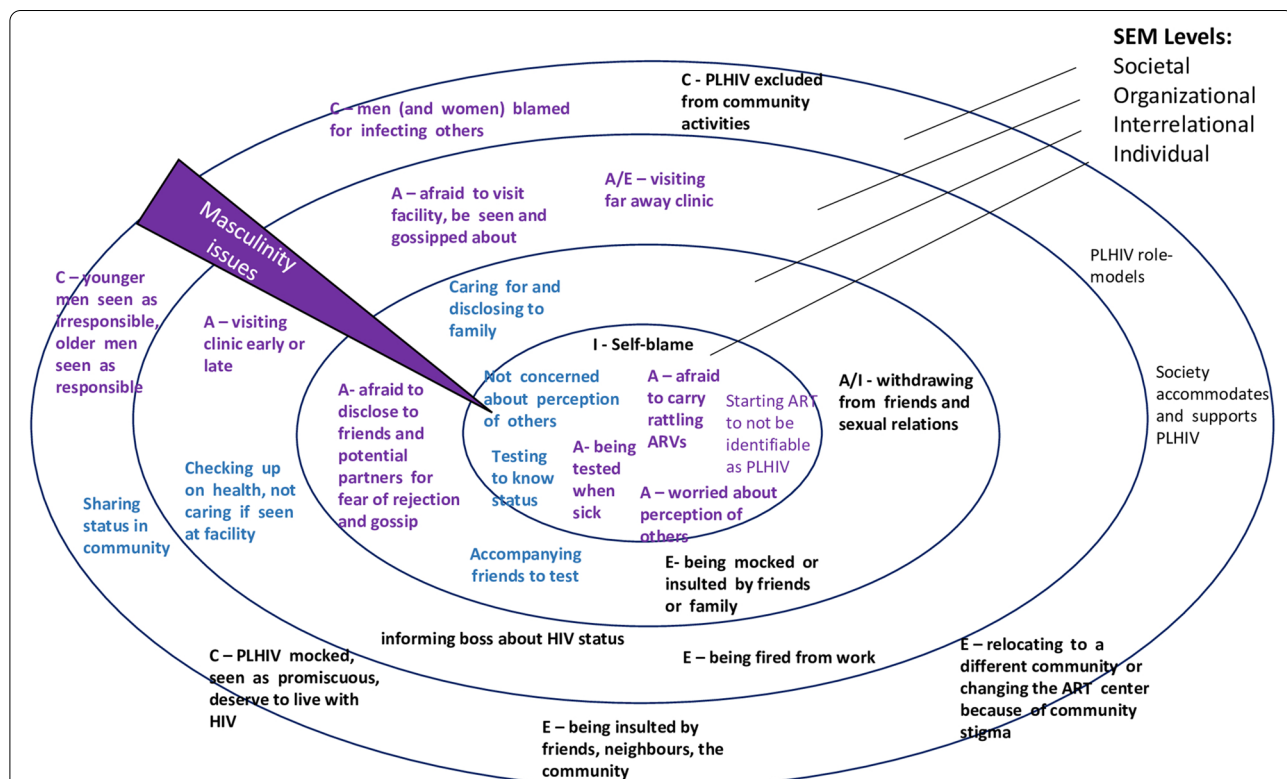 SEM Levels:
Societal
Organizational
Interrelational
Individual
C - PLHIV excluded
from community
activities
C – men (and women) blamed
for infecting others
A – afraid to visit
facility, be seen and
gossipped about
A/E – visiting
far away clinic
Masculinity
issues
C – younger
men seen as
irresponsible,
older men
seen as
responsible
A – visiting
clinic early or
late
Caring for and
disclosing to
family
PLHIV role-
models
I - Self-blame
Not concerned
about perception
of others
A – afraid
to carry
rattling
ARVs
Starting ART
to not be
identifiable
as PLHIV
A/I - withdrawing
from friends and
sexual relations
Society
accommodates
and supports
PLHIV
A- afraid to
disclose to
friends and
potential
partners for
fear of rejection
and gossip
Testing
to know
status
A- being
tested
when
sick
A – worried about
perception of
others
Checking up
on health, not
caring if seen
at facility
Sharing
status in
community
Accompanying
friends to test
E- being mocked or
insulted by friends
or family
informing boss about HIV status
E – being fired from work
C – PLHIV mocked,
seen as promiscuous,
deserve to live with
HIV
E – relocating to a
different community or
changing the ART center
because of community
stigma
E – being insulted by
friends, neighbours, the
community